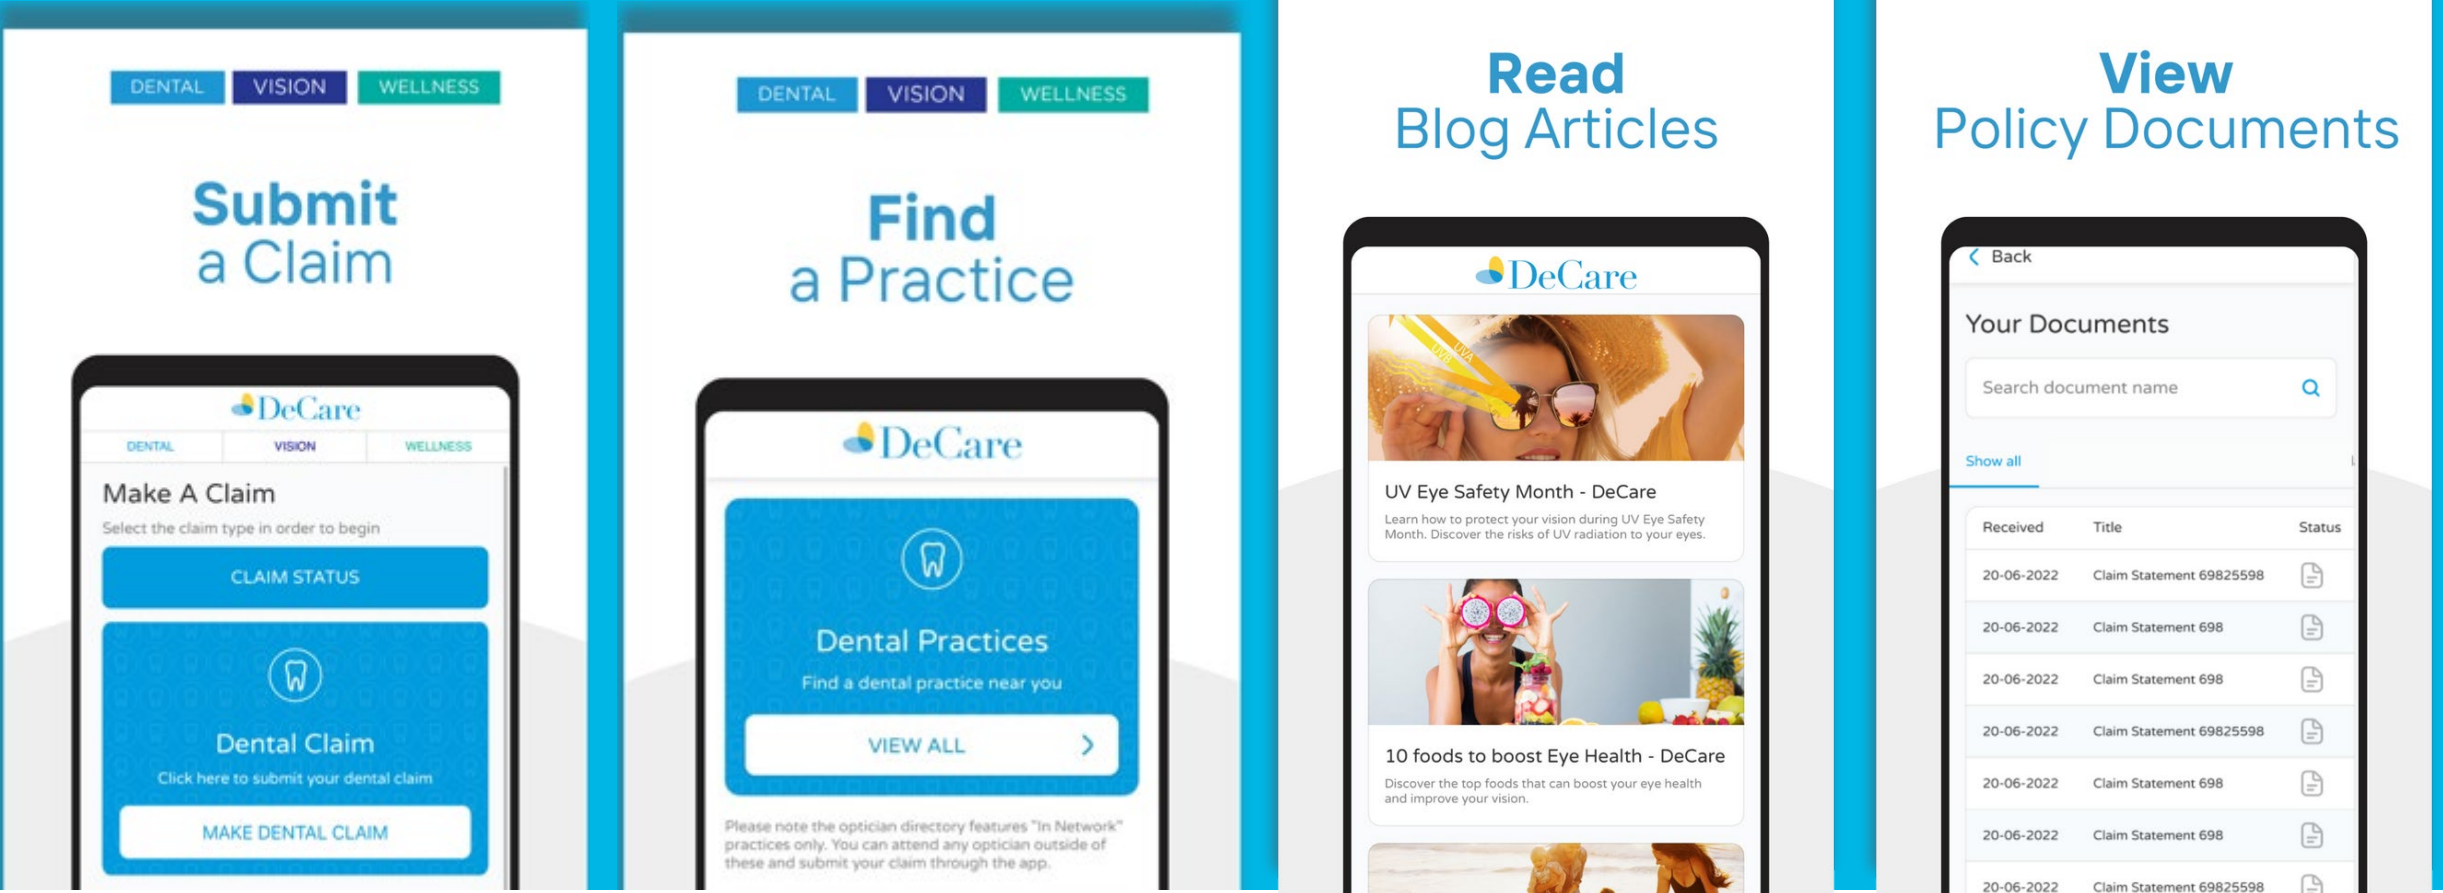 DENTAL VISION WELLNESS
Submit
a Claim
DeCare
DENTAL VISION WELLNESS
Make A Claim
Select the claim type in order to begin
CLAIM STATUS
Dental Claim
Click here to submit your dental claim
MAKE DENTAL CLAIM
DENTAL VISION WELLNESS
Find
a Practice
DeCare
Dental Practices
Find a dental practice near you
VIEW ALL
Please note the optician directory features "In Network"
practices only. You can attend any optician outside of
these and submit your claim through the app.
Read
Blog Articles
DeCare
UVB UVA
UV Eye Safety Month - DeCare
Learn how to protect your vision during UV Eye Safety
Month. Discover the risks of UV radiation to your eyes.
10 foods to boost Eye Health - DeCare
Discover the top foods that can boost your eye health
and improve your vision.
View
Policy Documents
Back
Your Documents
Search document name
Show all
Received Title Status
20-06-2022 Claim Statement 69825598
20-06-2022 Claim Statement 698
20-06-2022 Claim Statement 698
20-06-2022 Claim Statement 69825598
20-06-2022 Claim Statement 698
20-06-2022 Claim Statement 698
20-06-2022 Claim Statement 69825598